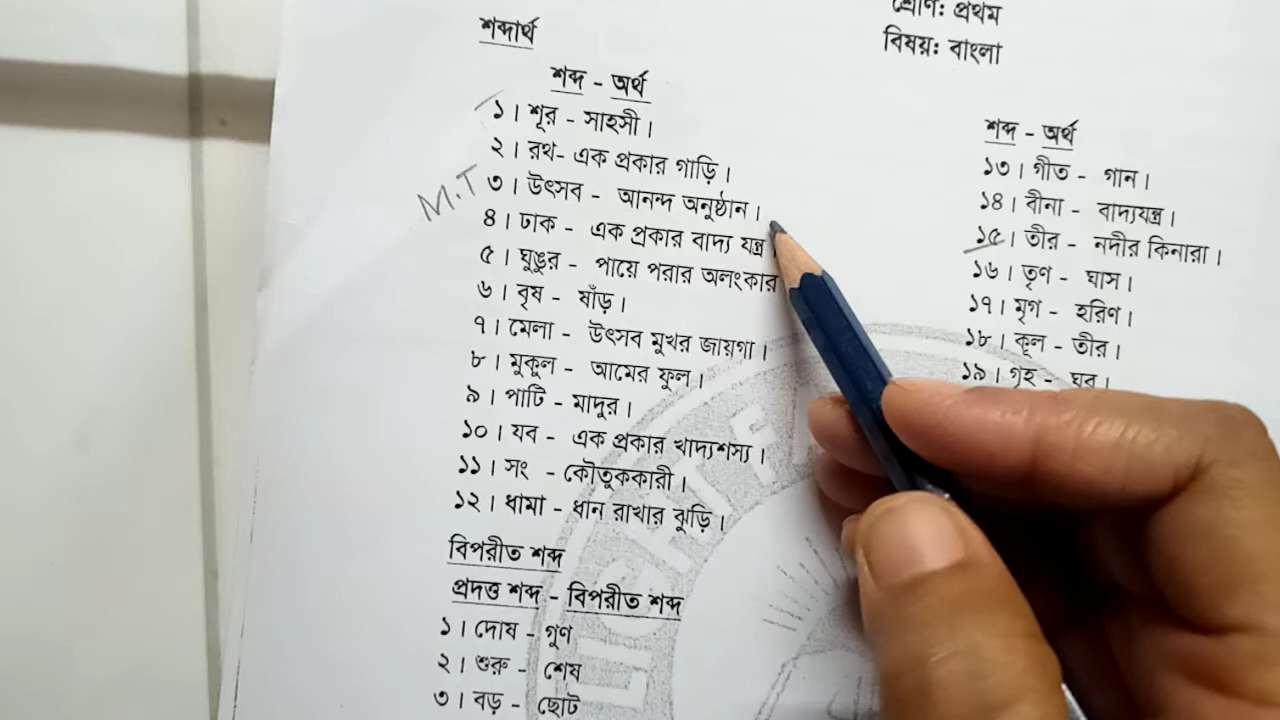 শ্রেণি: প্রথম
বিষয়: বাংলা
শব্দার্থ
শব্দ - অর্থ
১। শূর - সাহসী।
২। রথ- এক প্রকার গাড়ি।
৩। উৎসব - আনন্দ অনুষ্ঠান।
৪। ঢাক - এক প্রকার বাদ্য যন্ত্র
৫। ঘুঙুর - পায়ে পরার অলংকার
৬। বৃষ - ষাঁড়।
৭। মেলা - উৎসব মুখর জায়গা।
৮। মুকুল - আমের ফুল।
৯। পাটি - মাদুর।
১০। যব - এক প্রকার খাদ্যশস্য।
১১। সং - কৌতুককারী।
১২। ধামা - ধান রাখার ঝুড়ি।
M.T
শব্দ - অর্থ
১৩। গীত - গান।
১৪। বীনা - বাদ্যযন্ত্র।
১৫। তীর - নদীর কিনারা।
১৬। তৃণ - ঘাস।
১৭। মৃগ - হরিণ।
১৮। কূল - তীর।
১৯। গৃহ - ঘর।
বিপরীত শব্দ
প্রদত্ত শব্দ - বিপরীত শব্দ
১। দোষ - গুণ
২। শুরু - শেষ
৩। বড় - ছোট
LIGHT